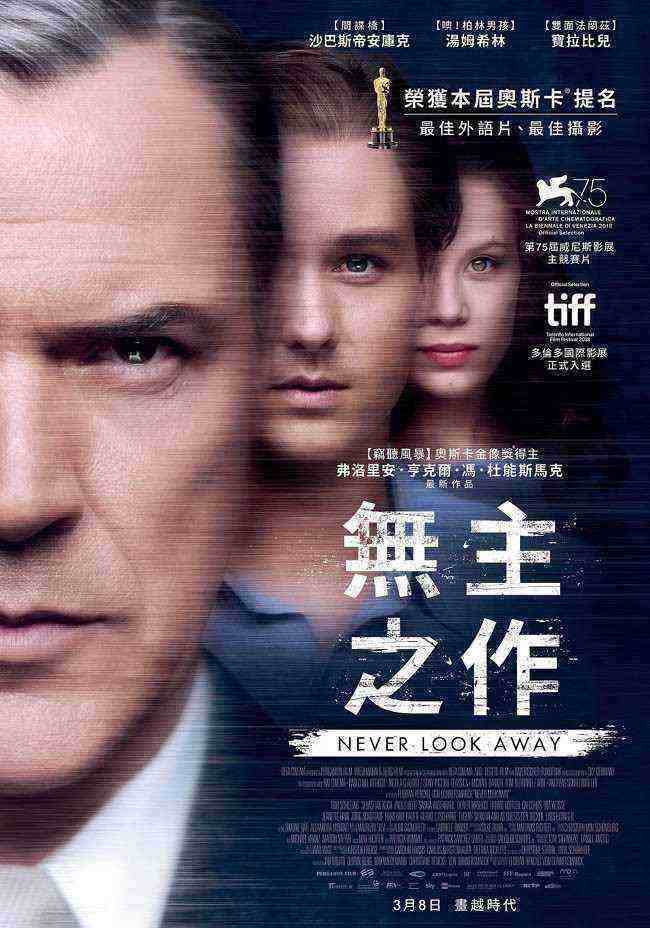 【間諜橋】
沙巴斯帝安庫克
【噢!柏林男孩】
湯姆希林
【雙面法蘭茲】
寶拉比兒
榮獲本屆奧斯卡®提名
最佳外語片、最佳攝影
75
MOSTRA INTERNAZIONALE
D'ARTE CINEMATOGRAFICA
LA BIENNALE DI VENEZIA 2018
Official Selection
第75屆威尼斯影展
主競賽片
Official Selection
tiff
Toronto International
Film Festival 2018
多倫多國際影展
正式入選
【竊聽風暴】奧斯卡金像獎得主
弗洛里安·亨克爾·馮·杜能斯馬克
最新作品
無主
之作
NEVER LOOK AWAY
3月8日 畫越時代